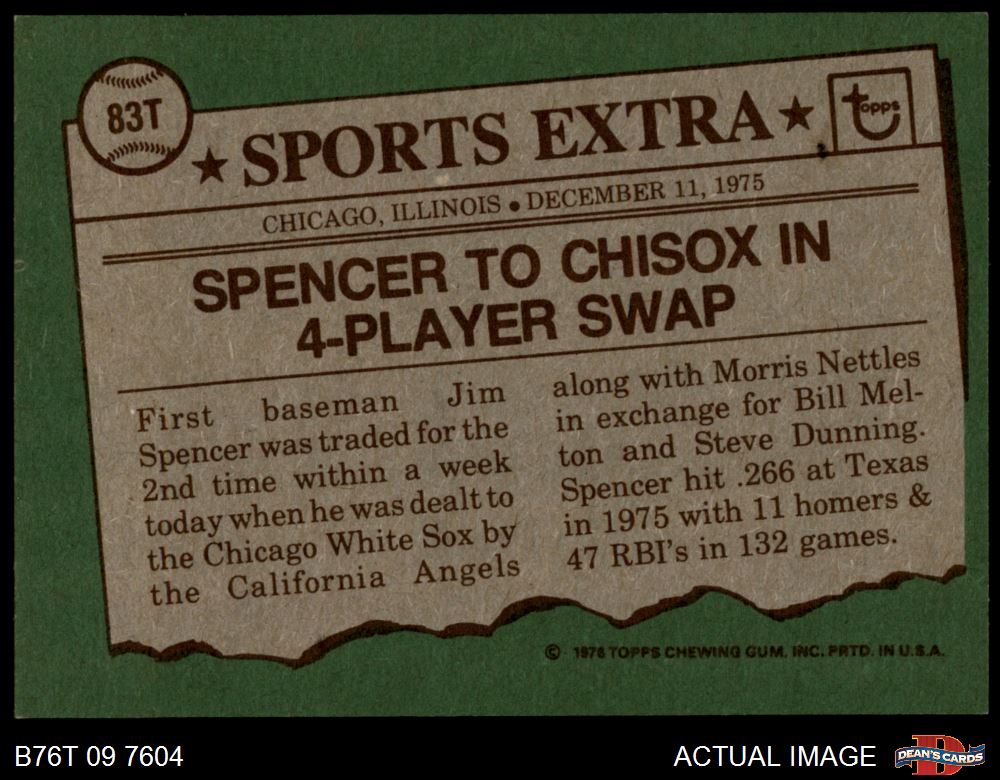 83T
★ SPORTS EXTRA ★
topps
CHICAGO, ILLINOIS • DECEMBER 11, 1975
SPENCER TO CHISOX IN
4-PLAYER SWAP
First baseman Jim
Spencer was traded for the
2nd time within a week
today when he was dealt to
the Chicago White Sox by
the California Angels
along with Morris Nettles
in exchange for Bill Mel-
ton and Steve Dunning.
Spencer hit .266 at Texas
in 1975 with 11 homers &
47 RBI's in 132 games.
© 1976 TOPPS CHEWING GUM, INC. PRTD. IN U.S.A.
B76T 09 7604
ACTUAL IMAGE
D
DEAN'S CARDS